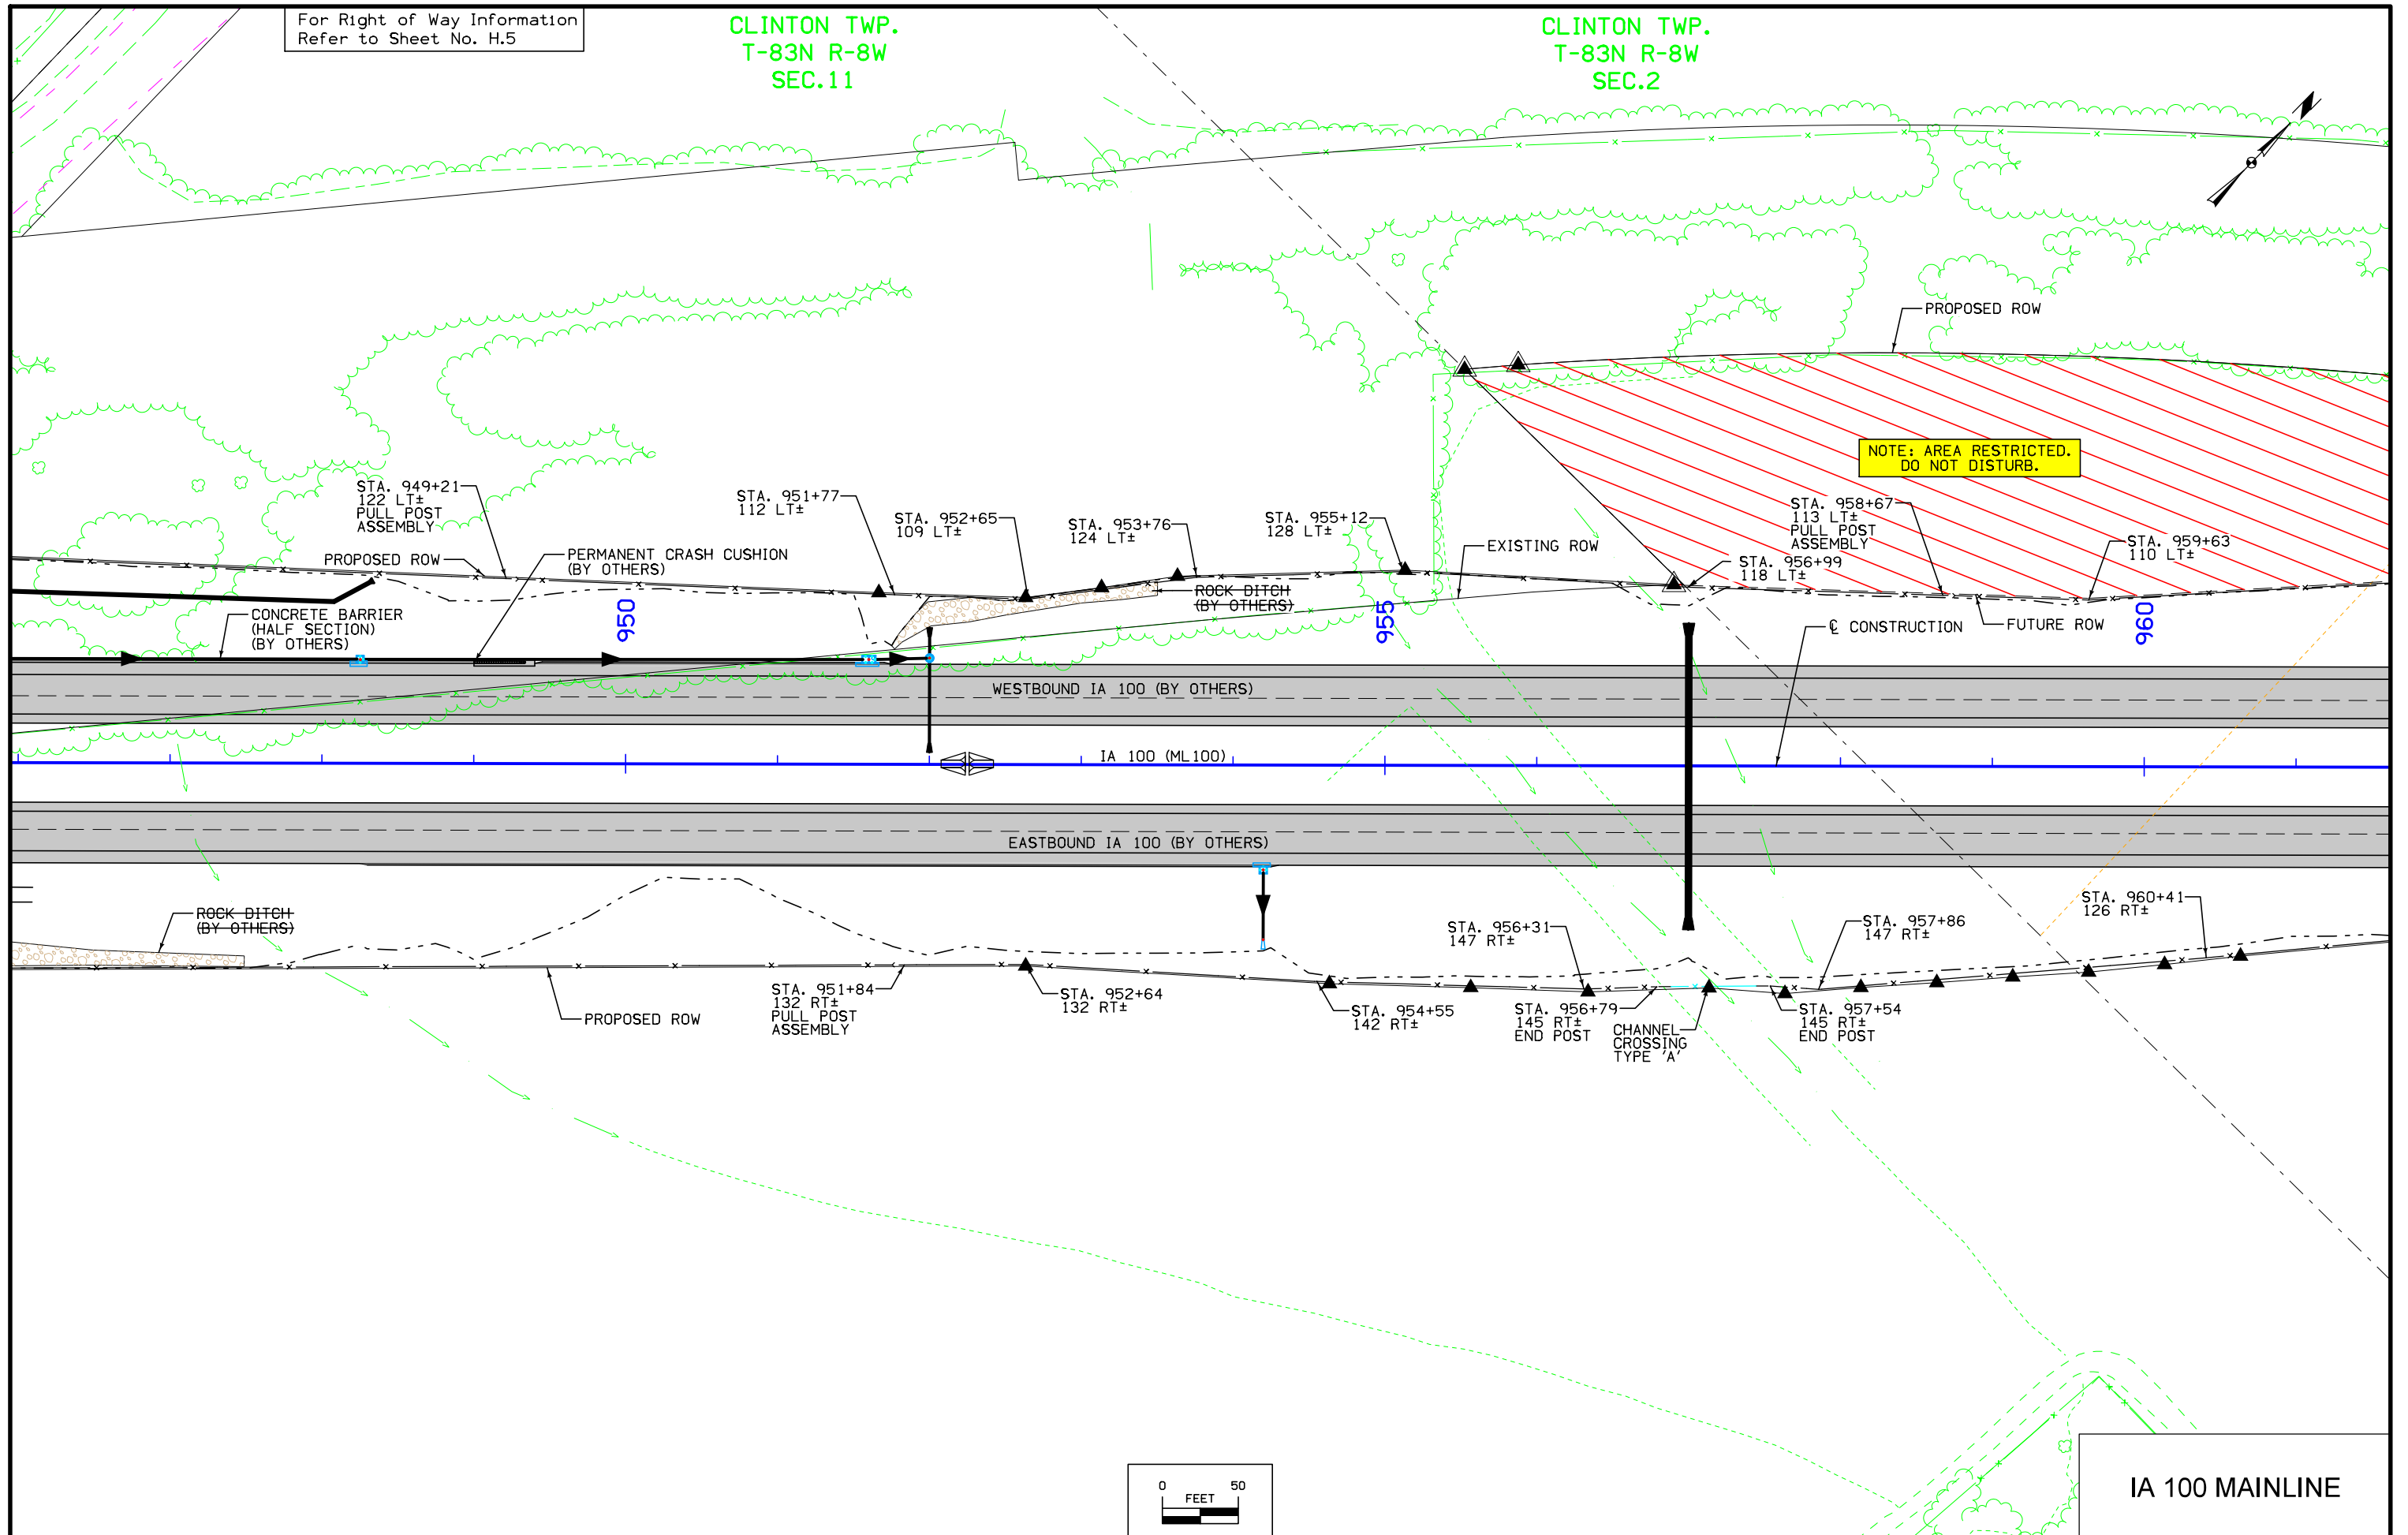 For Right of Way Information
Refer to Sheet No. H.5
CLINTON TWP.
T-83N R-8W
SEC.11
CLINTON TWP.
T-83N R-8W
SEC.2
PROPOSED ROW
NOTE: AREA RESTRICTED.
DO NOT DISTURB.
STA. 949+21
122 LT±
PULL POST
ASSEMBLY
STA. 951+77
112 LT±
STA. 952+65
109 LT±
STA. 953+76
124 LT±
STA. 955+12
128 LT±
EXISTING ROW
STA. 958+67
113 LT±
PULL POST
ASSEMBLY
STA. 956+99
118 LT±
STA. 959+63
110 LT±
PROPOSED ROW
PERMANENT CRASH CUSHION
(BY OTHERS)
ROCK DITCH
(BY OTHERS)
CONCRETE BARRIER
(HALF SECTION)
(BY OTHERS)
950
955
960
℄ CONSTRUCTION
FUTURE ROW
WESTBOUND IA 100 (BY OTHERS)
IA 100 (ML100)
EASTBOUND IA 100 (BY OTHERS)
ROCK DITCH
(BY OTHERS)
PROPOSED ROW
STA. 951+84
132 RT±
PULL POST
ASSEMBLY
STA. 952+64
132 RT±
STA. 954+55
142 RT±
STA. 956+31
147 RT±
STA. 956+79
145 RT±
END POST
CHANNEL
CROSSING
TYPE 'A'
STA. 957+54
145 RT±
END POST
STA. 957+86
147 RT±
STA. 960+41
126 RT±
0 50
FEET
IA 100 MAINLINE